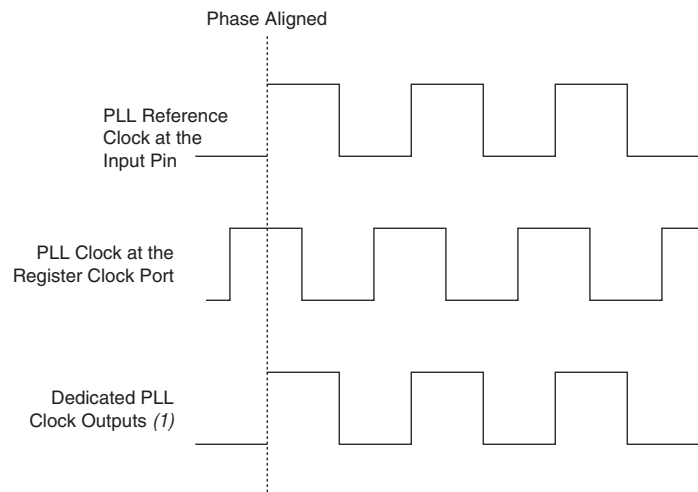 Phase Aligned
PLL Reference
Clock at the
Input Pin
PLL Clock at the
Register Clock Port
Dedicated PLL
Clock Outputs (1)